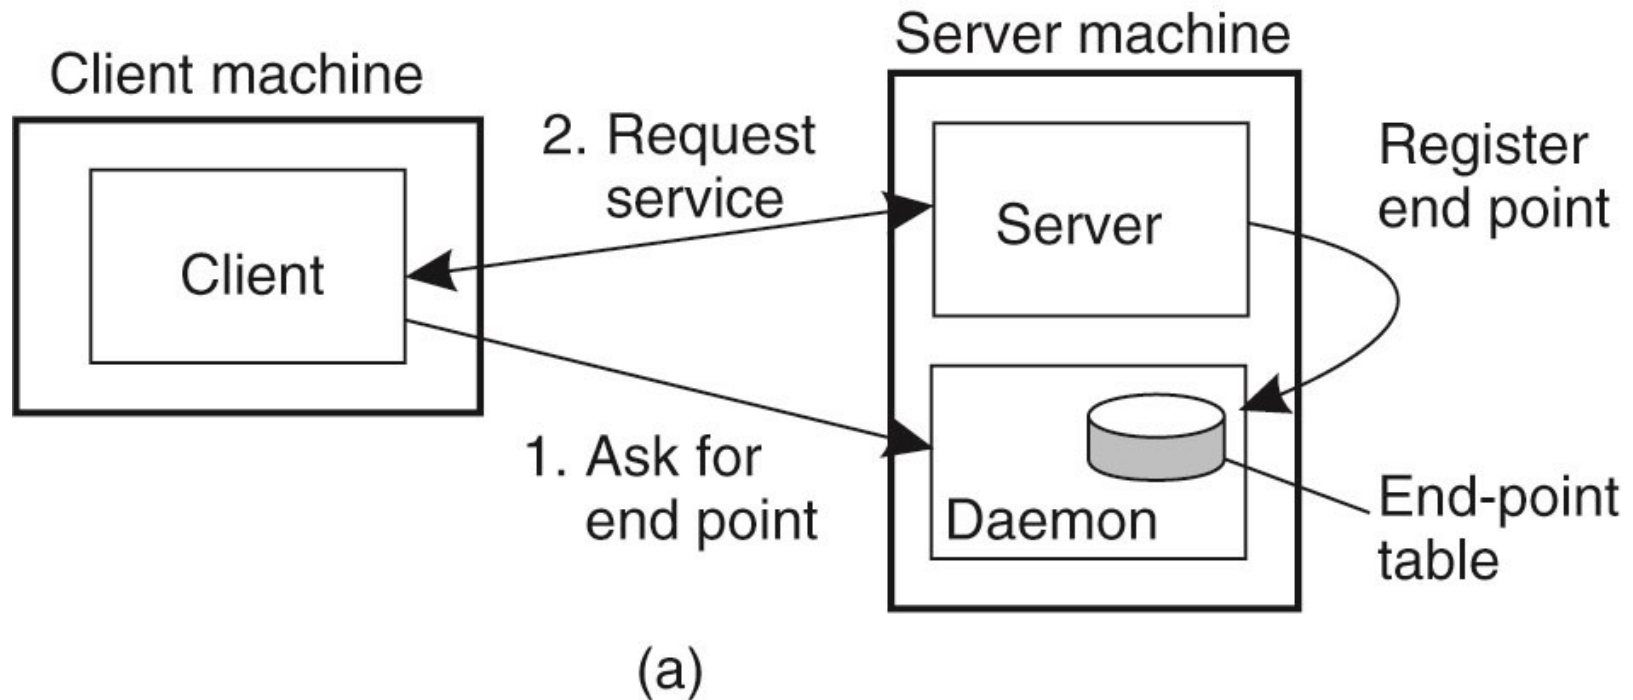 Client machine
Client
2. Request
service
1. Ask for
end point
Server machine
Server
Daemon
Register
end point
End-point
table
(a)